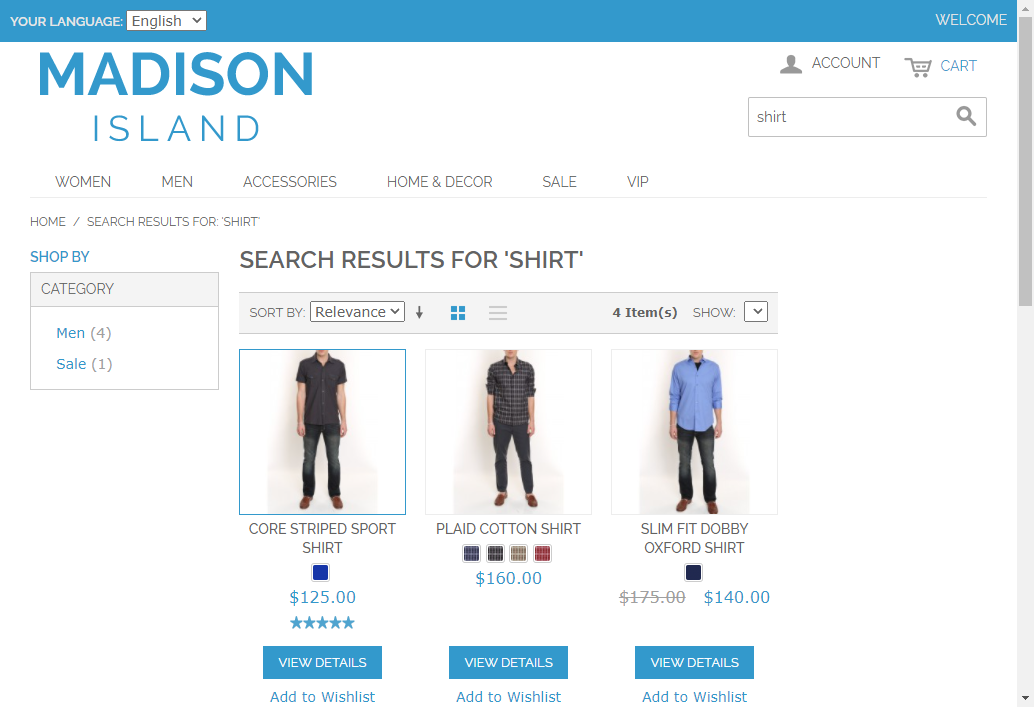 YOUR LANGUAGE: English
WELCOME
MADISON
ISLAND
ACCOUNT
CART
shirt
WOMEN MEN ACCESSORIES HOME & DECOR SALE VIP
HOME / SEARCH RESULTS FOR: 'SHIRT'
SHOP BY
CATEGORY
Men (4)
Sale (1)
SEARCH RESULTS FOR 'SHIRT'
SORT BY: Relevance
4 Item(s) SHOW:
CORE STRIPED SPORT
SHIRT
$125.00
VIEW DETAILS
Add to Wishlist
PLAID COTTON SHIRT
$160.00
VIEW DETAILS
Add to Wishlist
SLIM FIT DOBBY
OXFORD SHIRT
$175.00 $140.00
VIEW DETAILS
Add to Wishlist